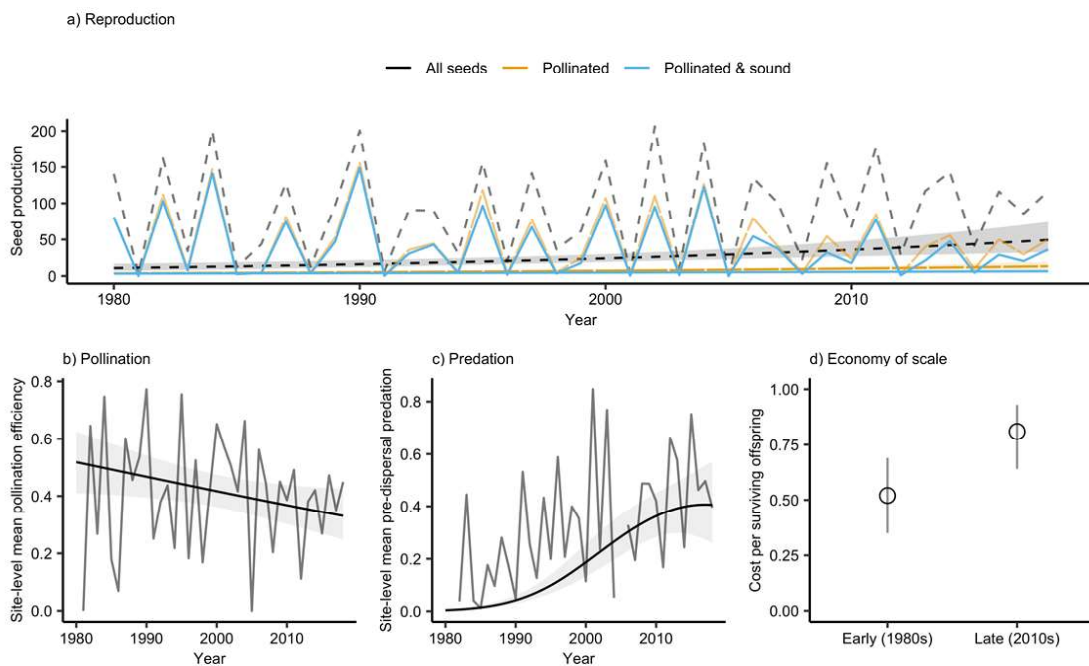 a) Reproduction
All seeds Pollinated Pollinated & sound
Seed production
200
150
100
50
0
1980 1990 2000 2010
Year
b) Pollination
Site-level mean pollination efficiency
0.8
0.6
0.4
0.2
0.0
1980 1990 2000 2010
Year
c) Predation
Site-level mean pre-dispersal predation
0.8
0.6
0.4
0.2
0.0
1980 1990 2000 2010
Year
d) Economy of scale
Cost per surviving offspring
1.00
0.75
0.50
0.25
0.00
Early (1980s) Late (2010s)